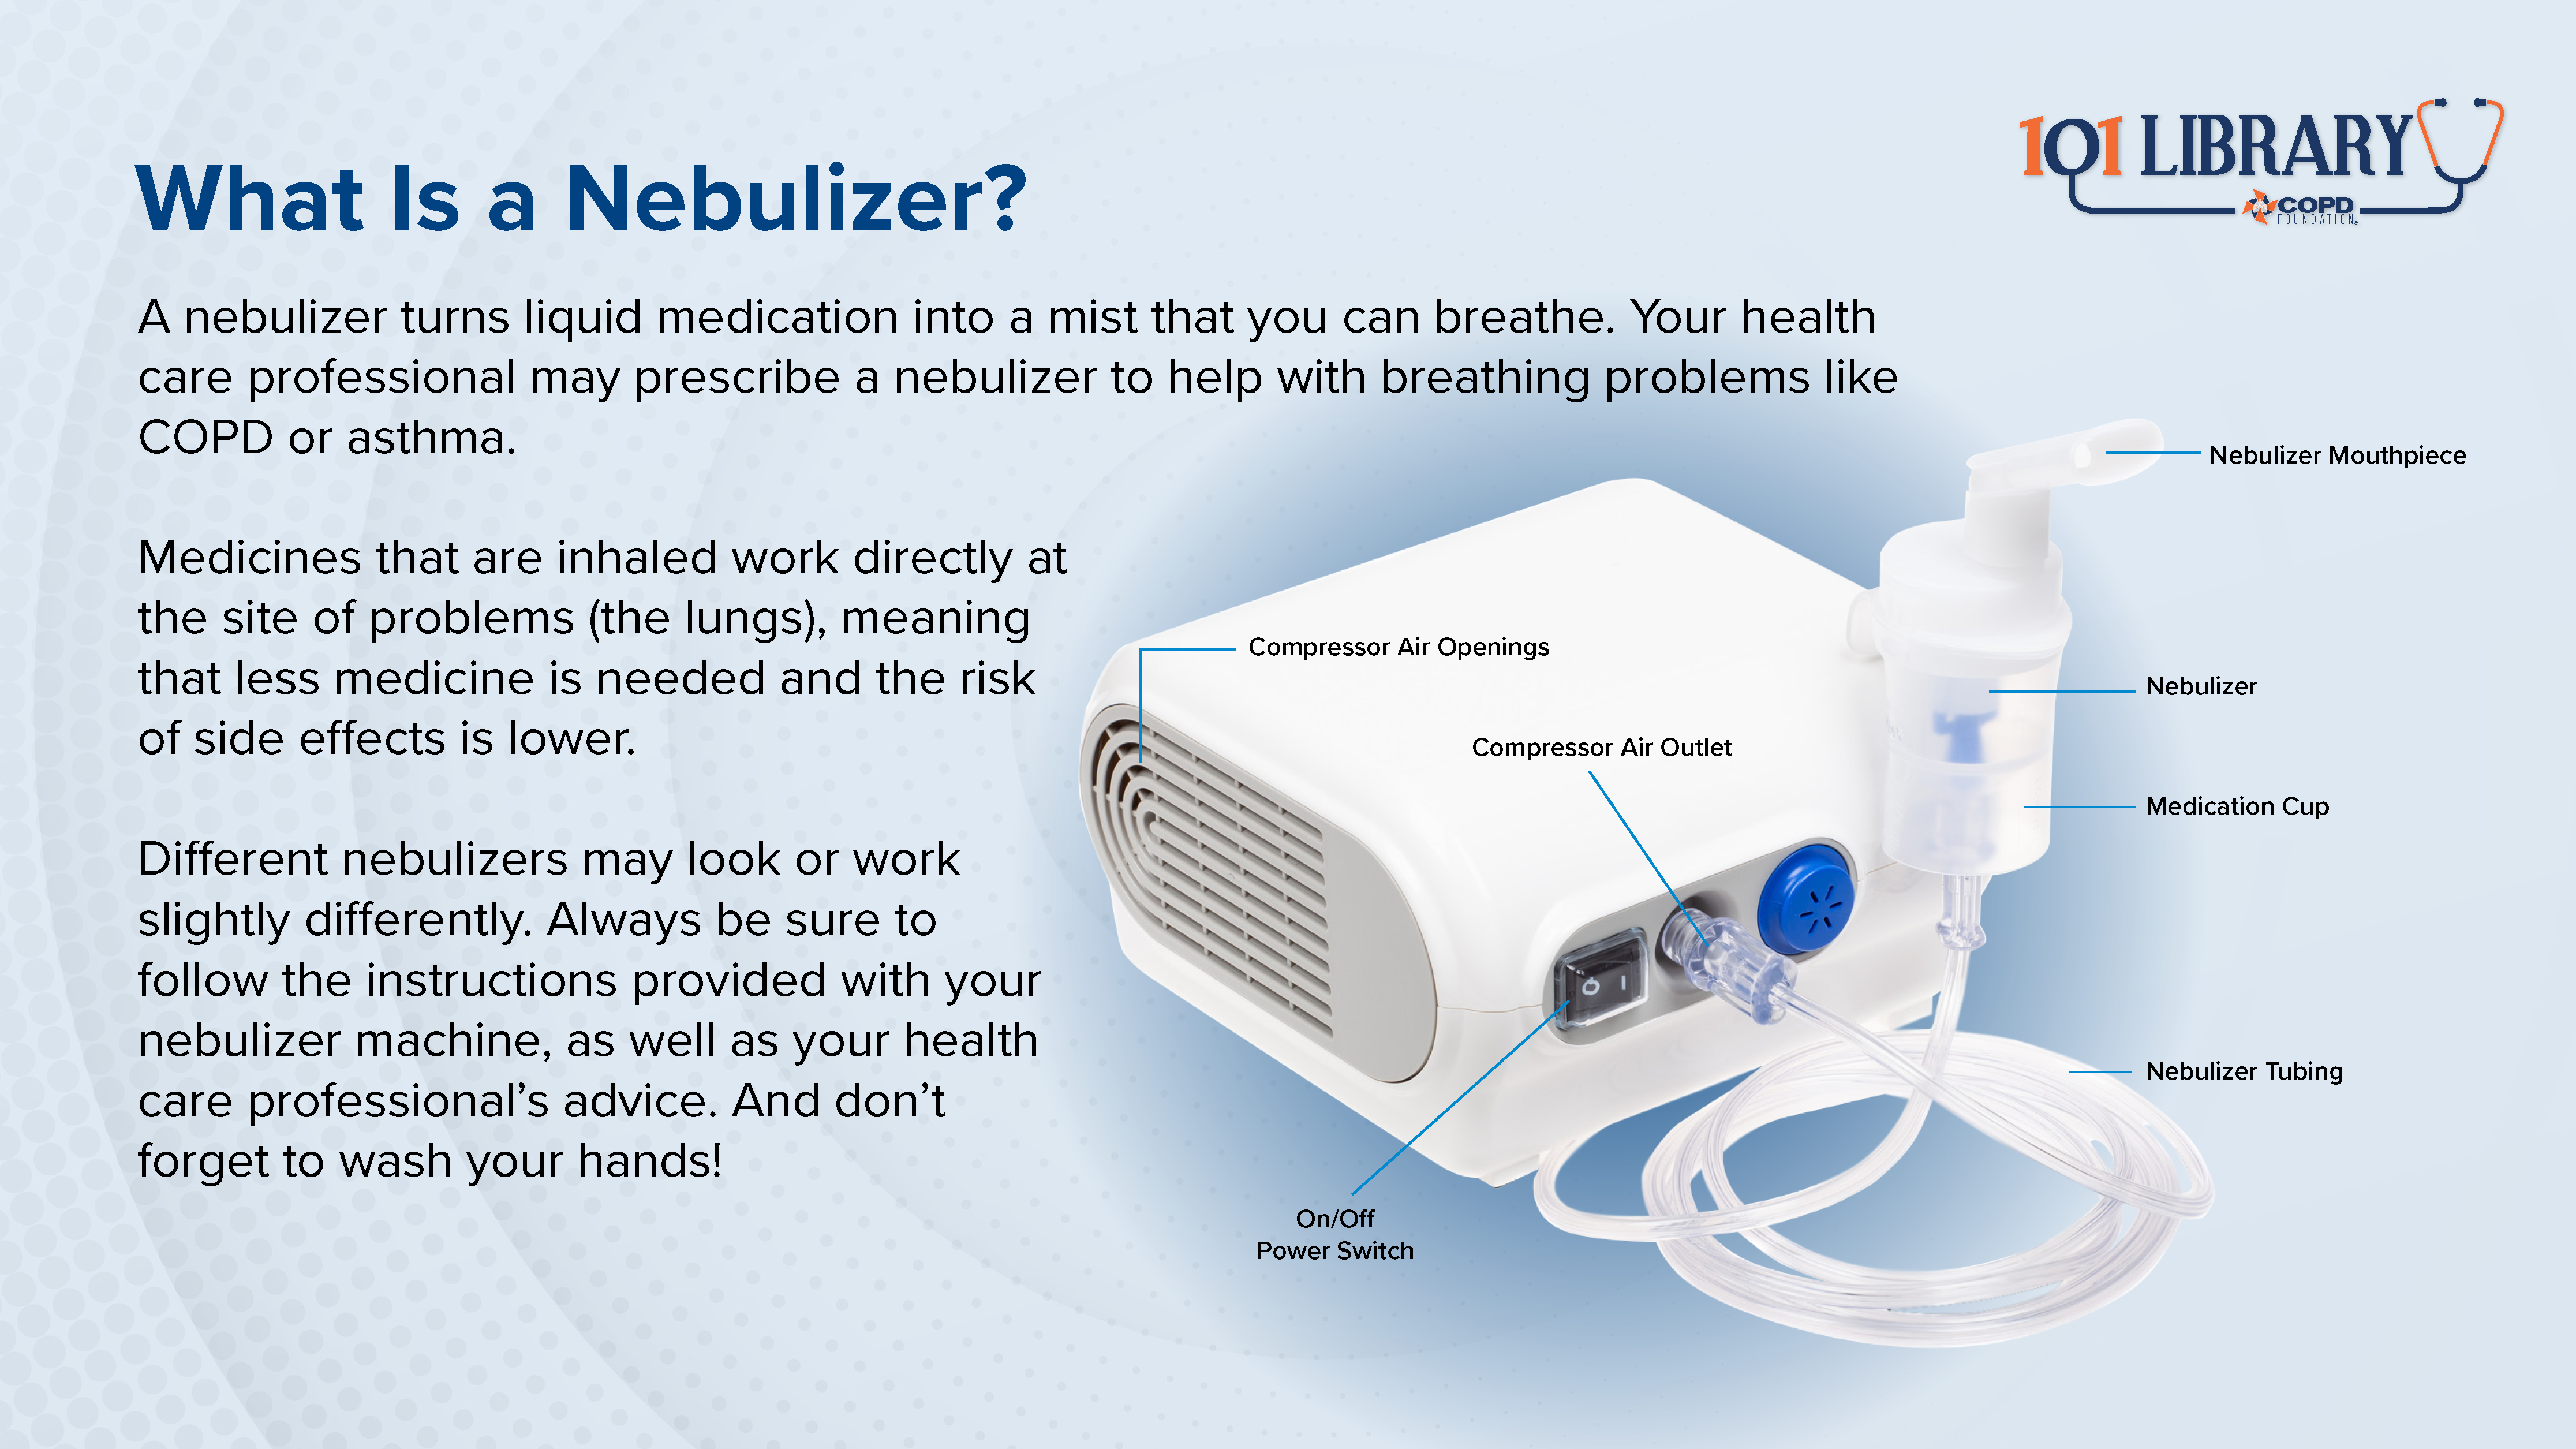 101 LIBRARY
COPD
FOUNDATION®
What Is a Nebulizer?
A nebulizer turns liquid medication into a mist that you can breathe. Your health
care professional may prescribe a nebulizer to help with breathing problems like
COPD or asthma.
Medicines that are inhaled work directly at
the site of problems (the lungs), meaning
that less medicine is needed and the risk
of side effects is lower.
Different nebulizers may look or work
slightly differently. Always be sure to
follow the instructions provided with your
nebulizer machine, as well as your health
care professional’s advice. And don’t
forget to wash your hands!
Nebulizer Mouthpiece
Compressor Air Openings
Nebulizer
Compressor Air Outlet
Medication Cup
Nebulizer Tubing
On/Off
Power Switch